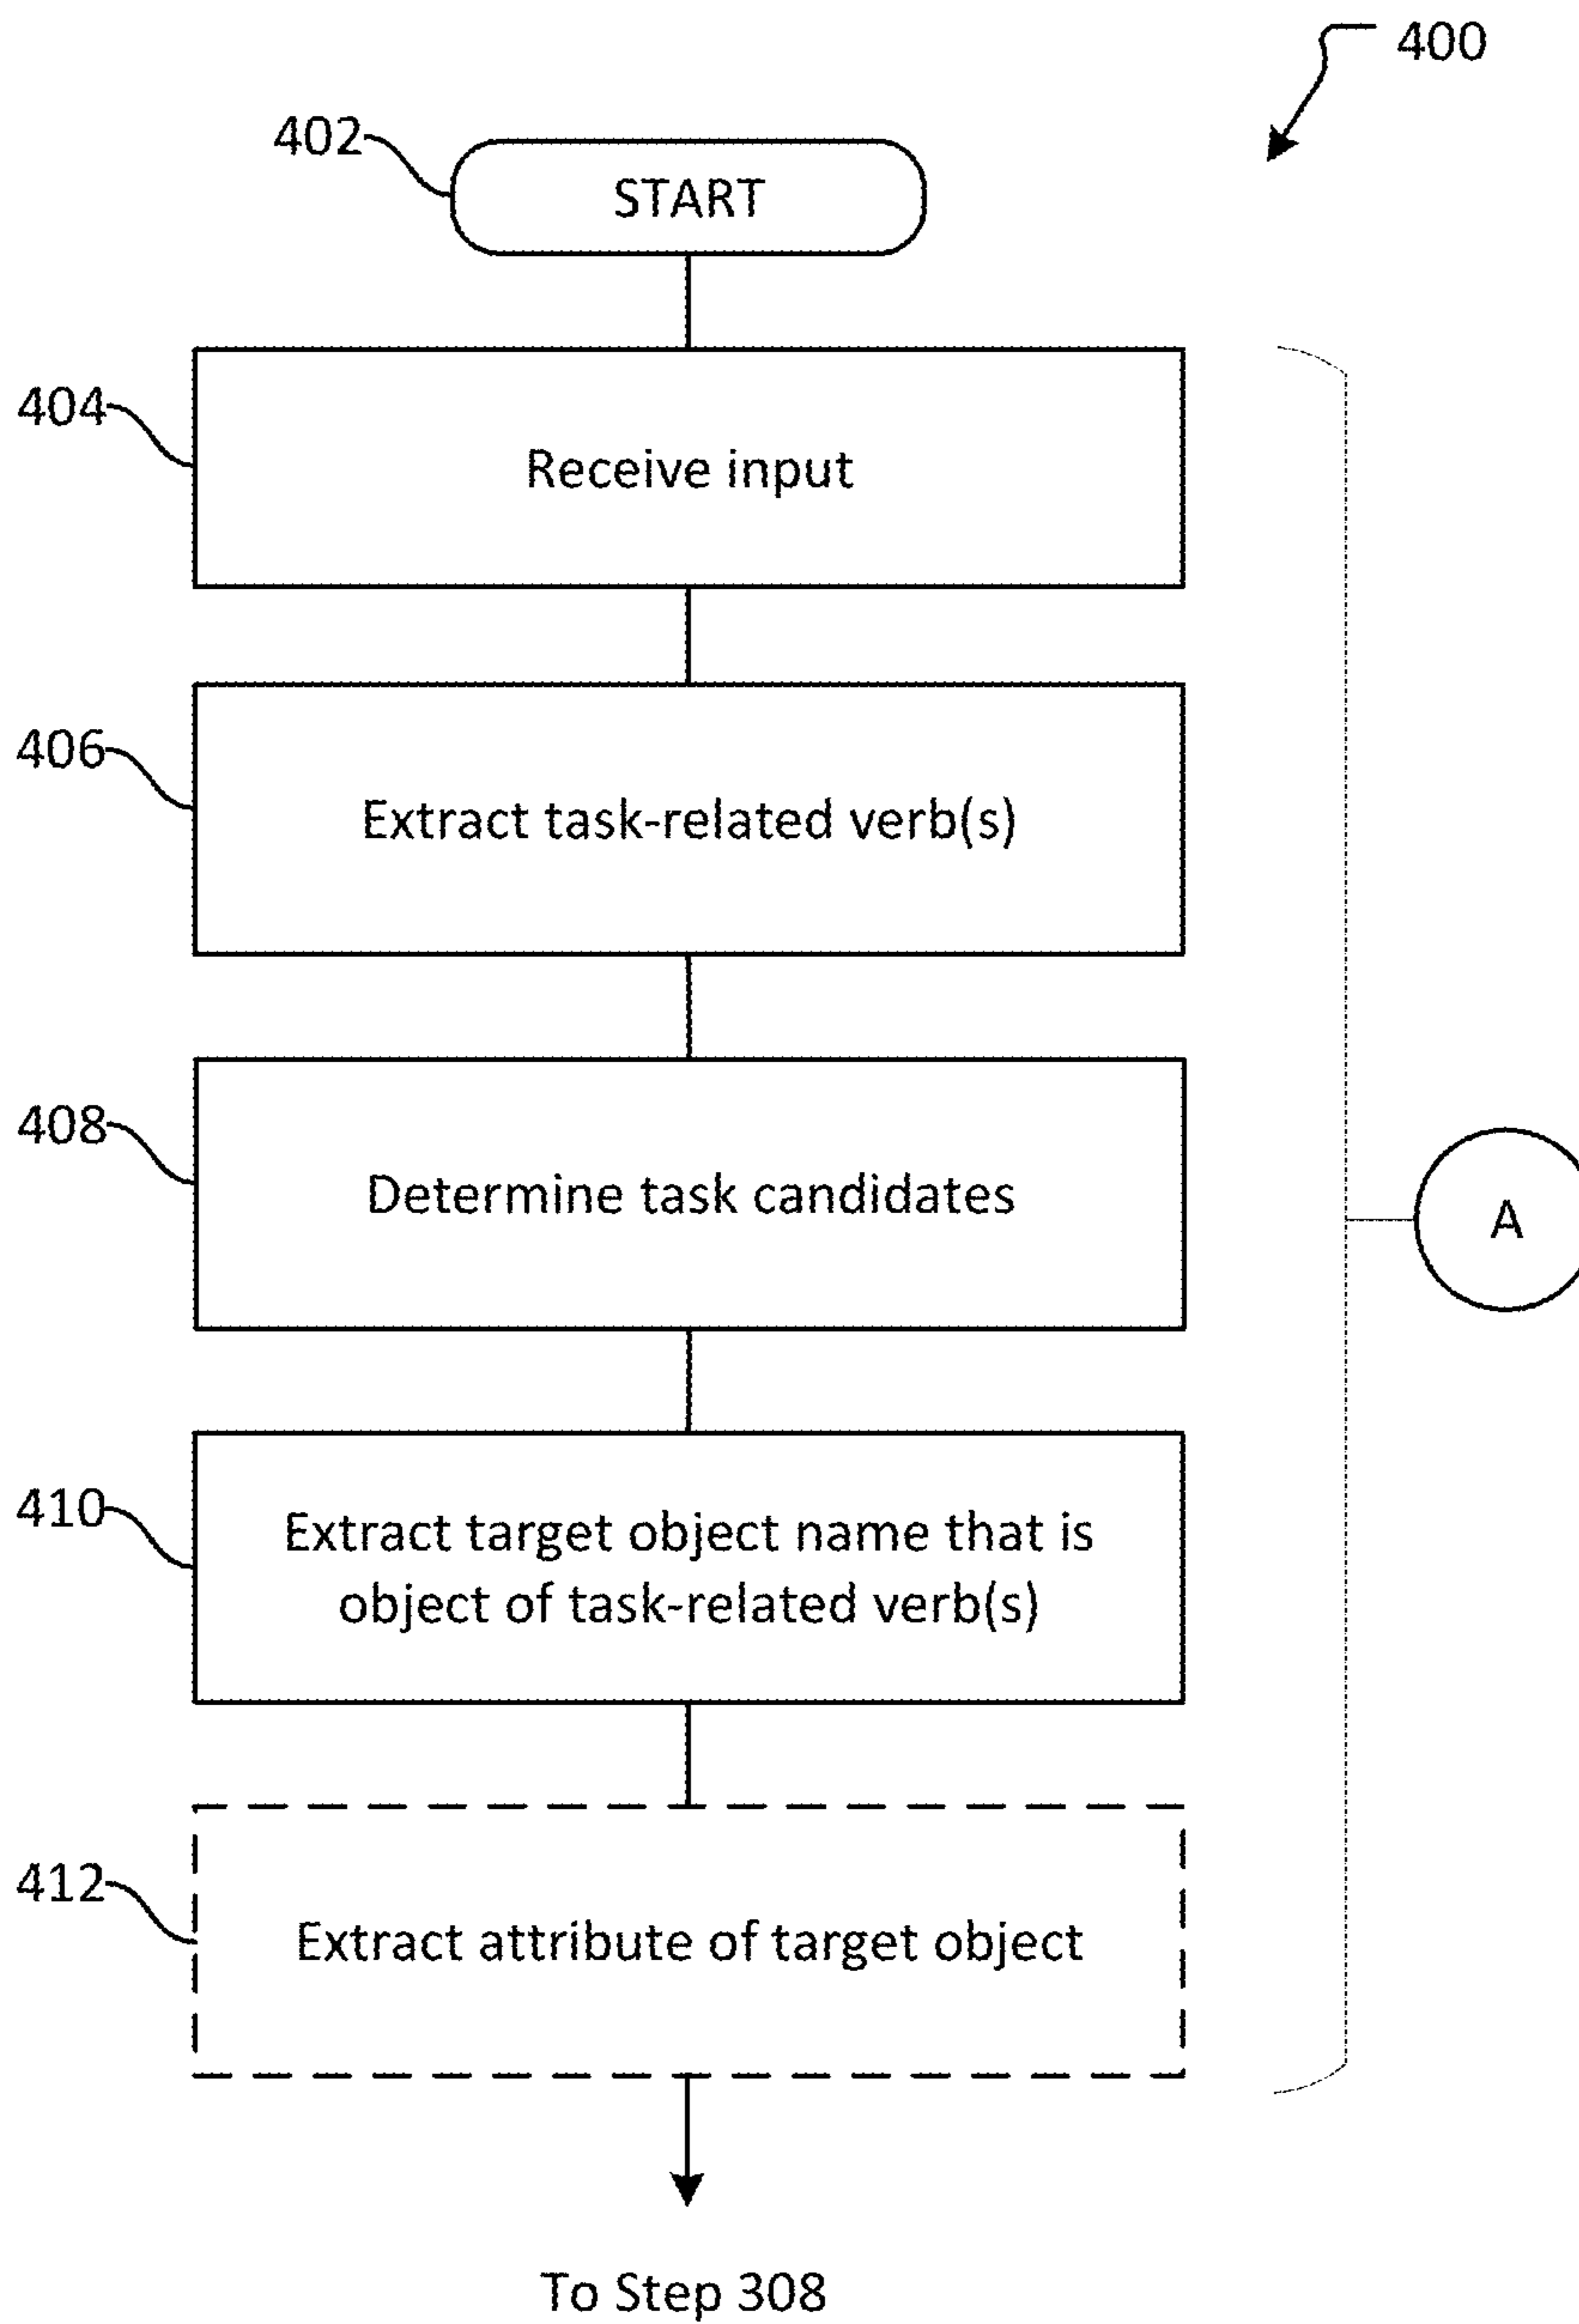 400
402
START
404
Receive input
406
Extract task-related verb(s)
408
Determine task candidates
A
410
Extract target object name that is
object of task-related verb(s)
412
Extract attribute of target object
To Step 308